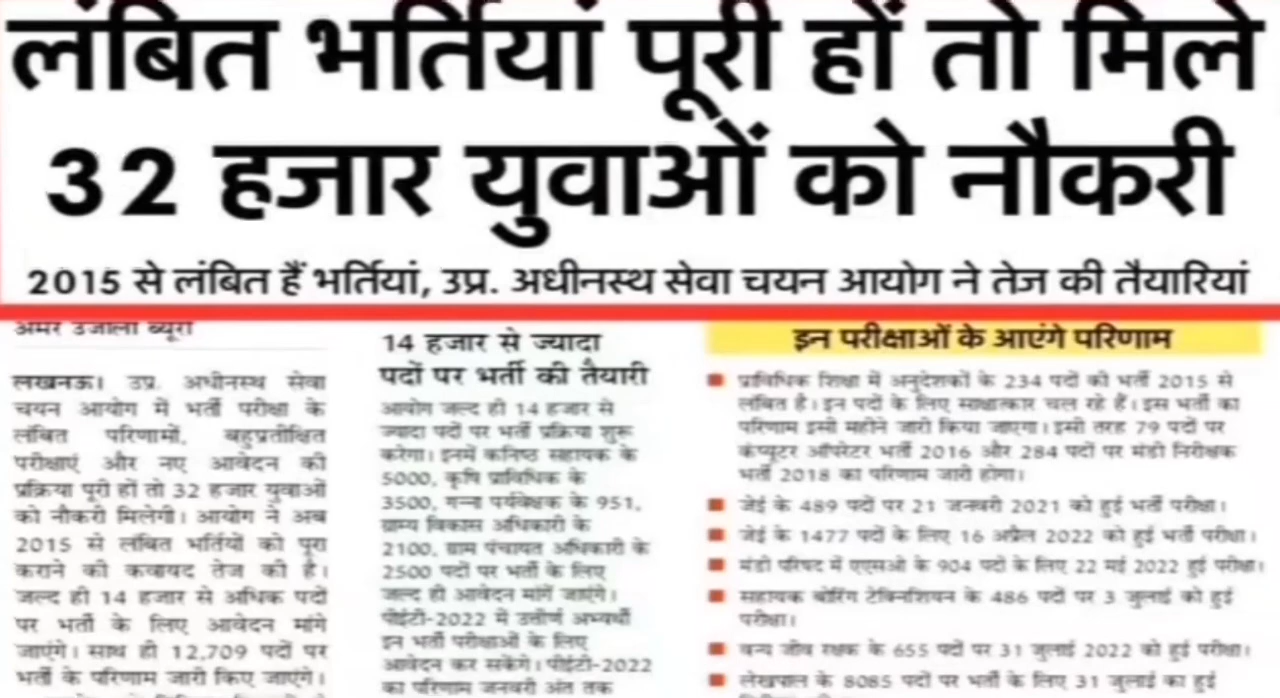 लंबित भर्तियां पूरी हों तो मिले
32 हजार युवाओं को नौकरी
2015 से लंबित हैं भर्तियां, उप्र. अधीनस्थ सेवा चयन आयोग ने तेज की तैयारियां
अमर उजाला ब्यूरो
लखनऊ। उप्र. अधीनस्थ सेवा
चयन आयोग में भर्ती परीक्षा के
लंबित परिणामों, बहुप्रतीक्षित
परीक्षाएं और नए आवेदन की
प्रक्रिया पूरी हों तो 32 हजार युवाओं
को नौकरी मिलेगी। आयोग ने अब
2015 से लंबित भर्तियों को पूरा
कराने की कवायद तेज की है।
जल्द ही 14 हजार से अधिक पदों
पर भर्ती के लिए आवेदन मांगे
जाएंगे। साथ ही 12,709 पदों पर
भर्ती के परिणाम जारी किए जाएंगे।
14 हजार से ज्यादा
पदों पर भर्ती की तैयारी
आयोग जल्द ही 14 हजार से
ज्यादा पदों पर भर्ती प्रक्रिया शुरू
करेगा। इनमें कनिष्ठ सहायक के
5000, कृषि प्राविधिक के
3500, गन्ना पर्यवेक्षक के 951,
ग्राम्य विकास अधिकारी के
2100, ग्राम पंचायत अधिकारी के
2500 पदों पर भर्ती के लिए
जल्द ही आवेदन मांगें जाएंगे।
पीईटी-2022 में उत्तीर्ण अभ्यर्थी
इन भर्ती परीक्षाओं के लिए
आवेदन कर सकेंगे। पीईटी-2022
का परिणाम जनवरी अंत तक
इन परीक्षाओं के आएंगे परिणाम
प्राविधिक शिक्षा में अनुदेशकों के 234 पदों की भर्ती 2015 से
लंबित है। इन पदों के लिए साक्षात्कार चल रहे हैं। इस भर्ती का
परिणाम इसी महीने जारी किया जाएगा। इसी तरह 79 पदों पर
कंप्यूटर ऑपरेटर भर्ती 2016 और 284 पदों पर मंडी निरीक्षक
भर्ती 2018 का परिणाम जारी होगा।
जेई के 489 पदों पर 21 जनवरी 2021 को हुई भर्ती परीक्षा।
जेई के 1477 पदों के लिए 16 अप्रैल 2022 को हुई भर्ती परीक्षा।
मंडी परिषद में एएसओ के 904 पदों के लिए 22 मई 2022 हुई परीक्षा।
सहायक बोरिंग टेक्निशियन के 486 पदों पर 3 जुलाई को हुई
परीक्षा।
वन्य जीव रक्षक के 655 पदों पर 31 जुलाई 2022 को हुई परीक्षा।
लेखपाल के 8085 पदों पर भर्ती के लिए 31 जुलाई का हुई